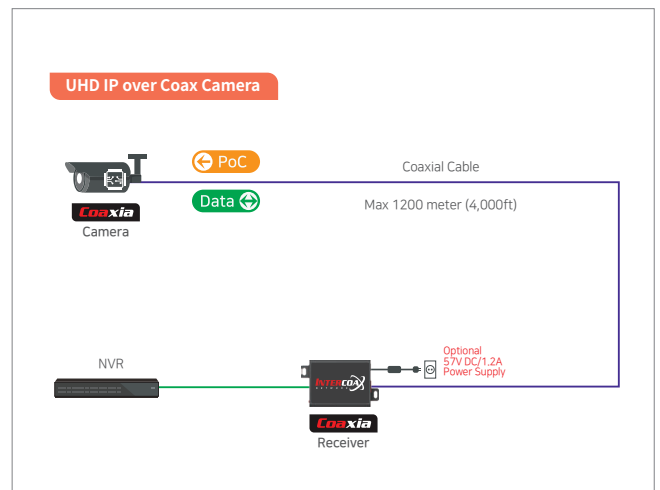 UHD IP over Coax Camera
PoC
Coaxial Cable
Data
Max 1200 meter (4,000ft)
Coaxia
Camera
NVR
Optional
57V DC/1.2A
Power Supply
INTERCOAX
NETWORK
Coaxia
Receiver